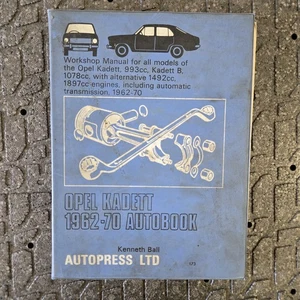 Workshop Manual for all models of
the Opel Kadett, 993cc, Kadett B,
1078cc, with alternative 1492cc,
1897cc engines, including automatic
transmission, 1962-70
OPEL KADETT
1962-70 AUTOBOOK
Kenneth Ball
AUTOPRESS LTD